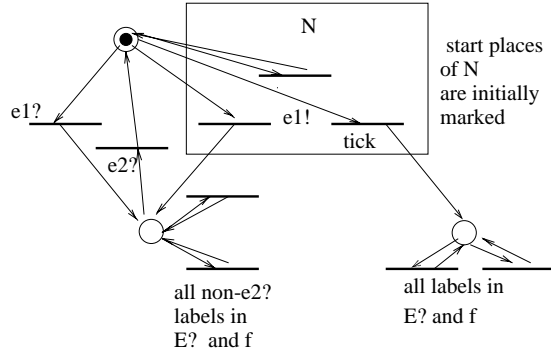 N
start places
of N
are initially
marked
e1?
e1!
tick
e2?
all non-e2?
labels in
E? and f
all labels in
E? and f